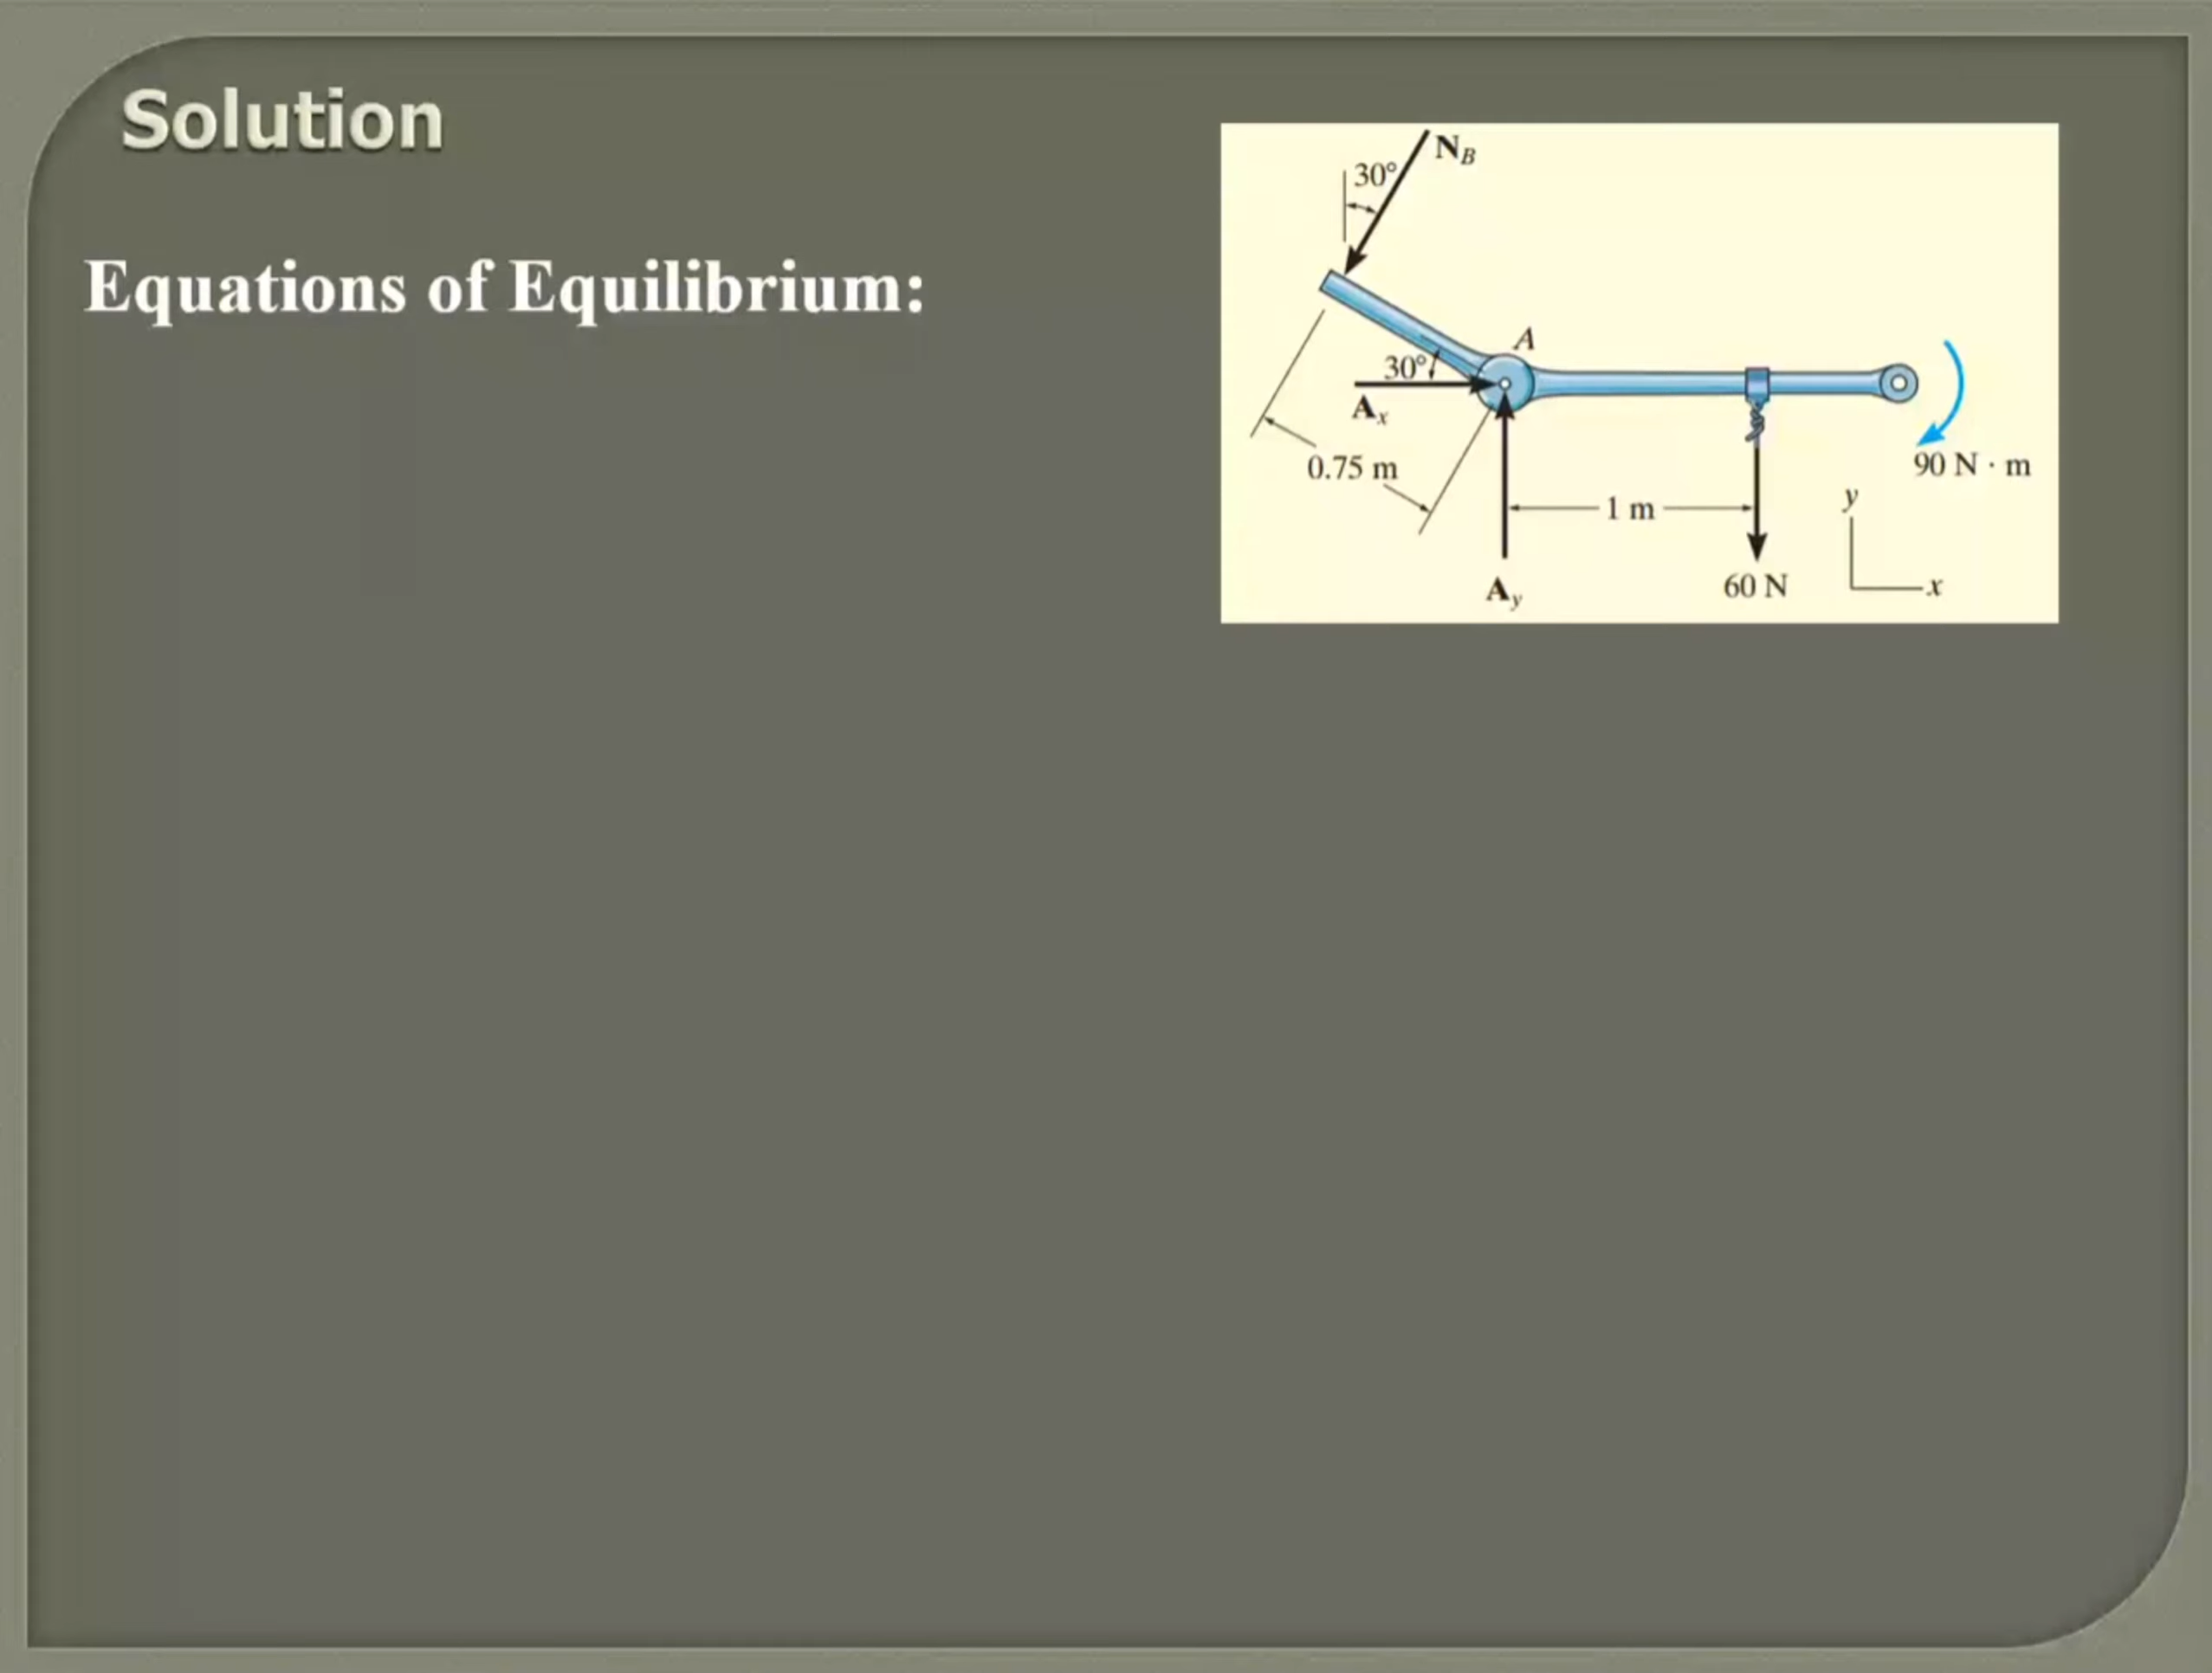 Solution
Equations of Equilibrium:
N_B
30°
A
30°
A_x
0.75 m
90 N · m
1 m
y
A_y
60 N
x